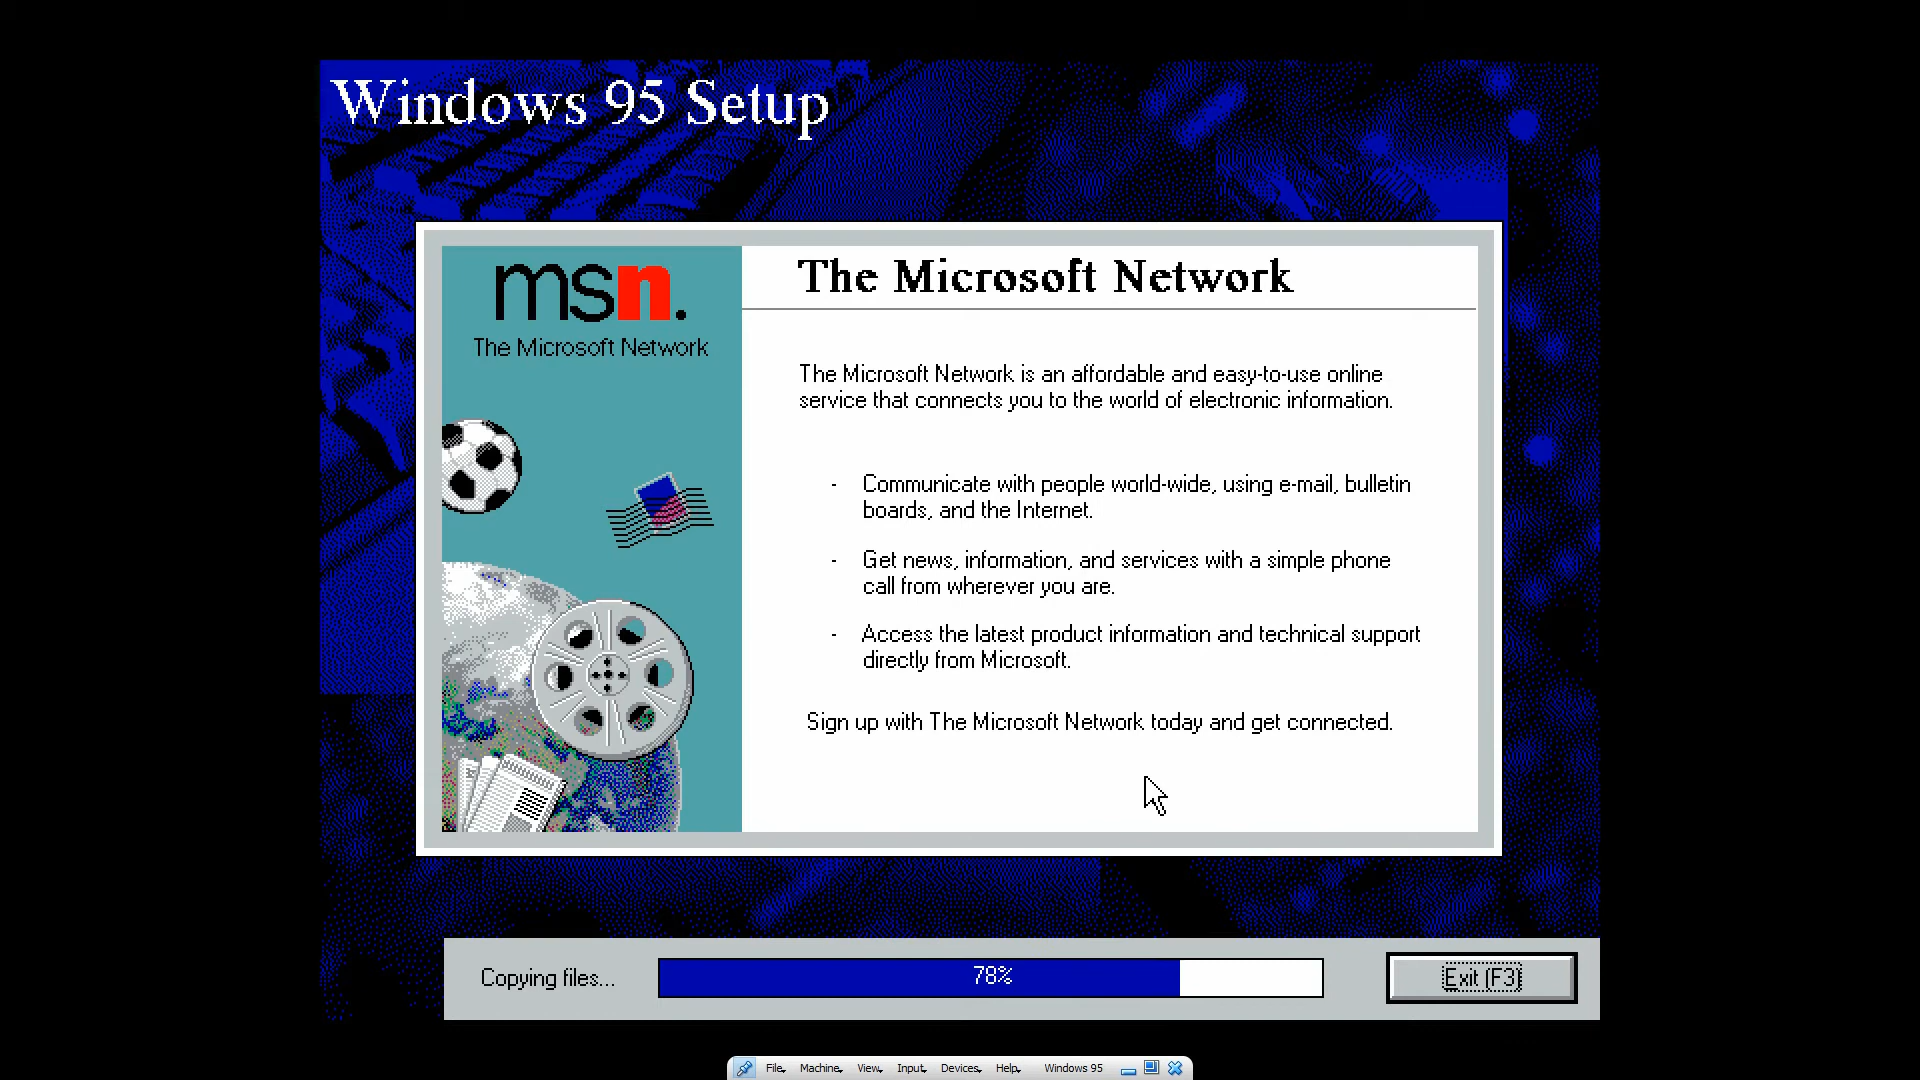 Windows 95 Setup
msn.
The Microsoft Network
The Microsoft Network
The Microsoft Network is an affordable and easy-to-use online
service that connects you to the world of electronic information.
- Communicate with people world-wide, using e-mail, bulletin
boards, and the Internet.
- Get news, information, and services with a simple phone
call from wherever you are.
- Access the latest product information and technical support
directly from Microsoft.
Sign up with The Microsoft Network today and get connected.
Copying files... 78% Exit (F3)
File Machine View Input Devices Help Windows 95